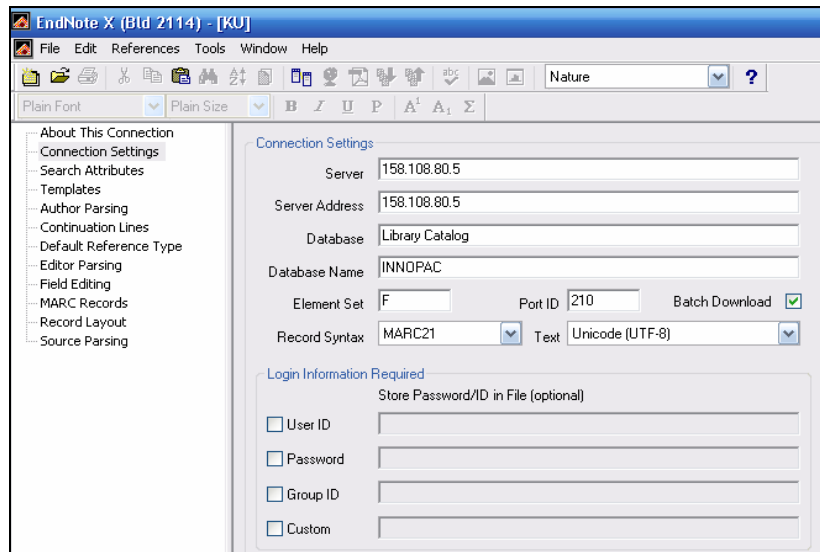 EndNote X (Bld 2114) - [KU]
File Edit References Tools Window Help
abc Nature ?
Plain Font Plain Size B I U P A¹ A₁ Σ
About This Connection
Connection Settings
Search Attributes
Templates
Author Parsing
Continuation Lines
Default Reference Type
Editor Parsing
Field Editing
MARC Records
Record Layout
Source Parsing
Connection Settings
Server 158.108.80.5
Server Address 158.108.80.5
Database Library Catalog
Database Name INNOPAC
Element Set F Port ID 210 Batch Download
Record Syntax MARC21 Text Unicode (UTF-8)
Login Information Required
Store Password/ID in File (optional)
User ID
Password
Group ID
Custom